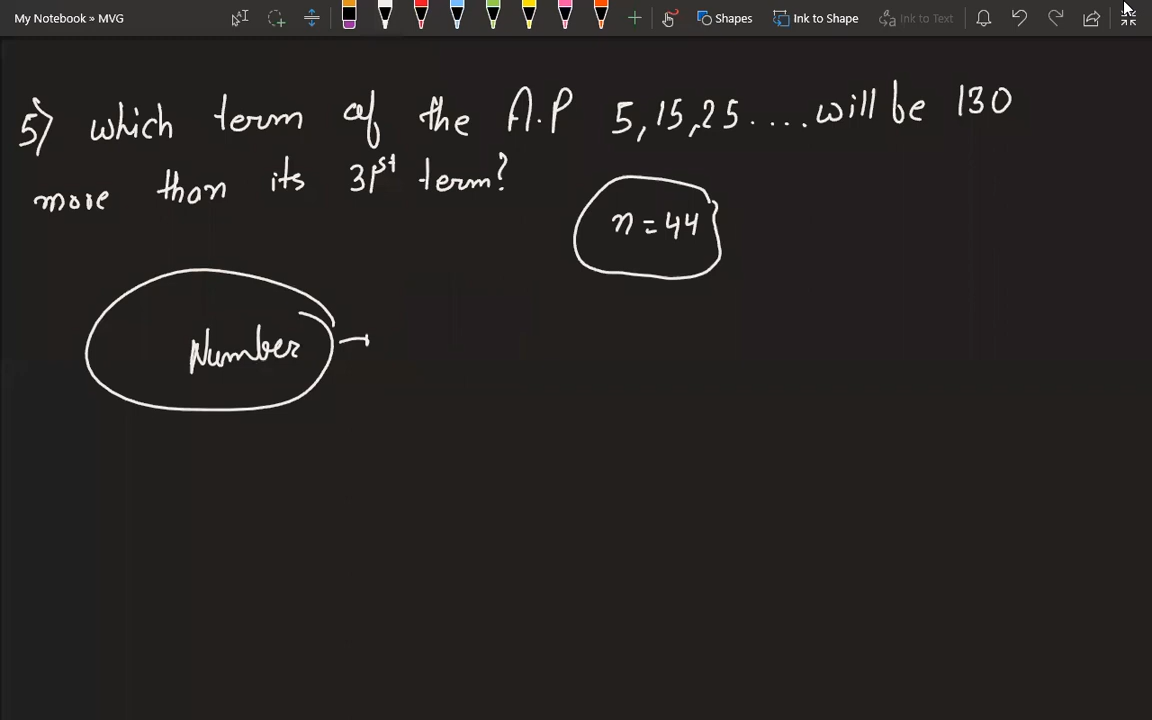 My Notebook » MVG
Shapes
Ink to Shape
Ink to Text
5) which term of the A.P 5,15,25....will be 130
more than its 31st term?
n=44
Number